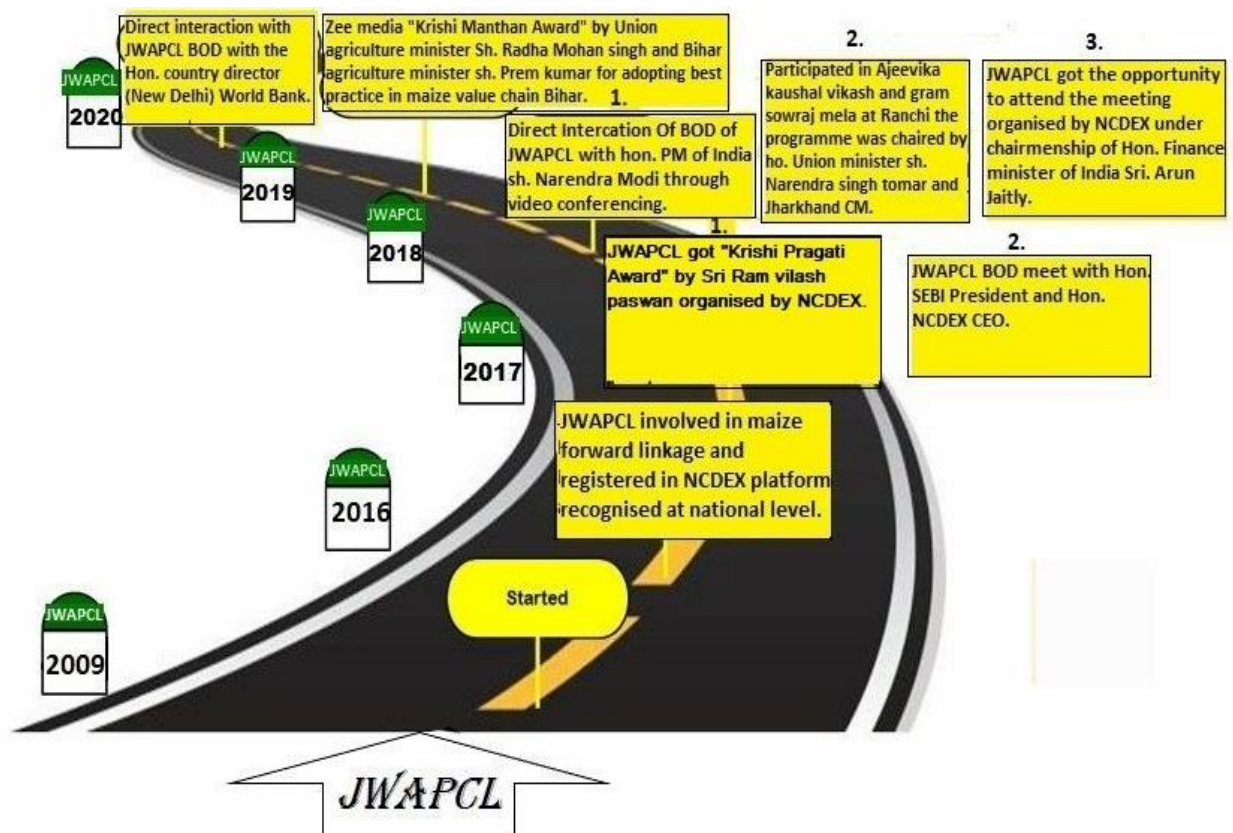 Direct interaction with
JWAPCL BOD with the
Hon. country director
(New Delhi) World Bank.
Zee media "Krishi Manthan Award" by Union
agriculture minister Sh. Radha Mohan singh and Bihar
agriculture minister sh. Prem kumar for adopting best
practice in maize value chain Bihar.
1.
Direct Intercation Of BOD of
JWAPCL with hon. PM of India
sh. Narendra Modi through
video conferencing.
2.
Participated in Ajeevika
kaushal vikash and gram
sowraj mela at Ranchi the
programme was chaired by
ho. Union minister sh.
Narendra singh tomar and
Jharkhand CM.
3.
JWAPCL got the opportunity
to attend the meeting
organised by NCDEX under
chairmenship of Hon. Finance
minister of India Sri. Arun
Jaitly.
JWAPCL
2020
JWAPCL
2019
JWAPCL
2018
1.
JWAPCL got "Krishi Pragati
Award" by Sri Ram vilash
paswan organised by NCDEX.
2.
JWAPCL BOD meet with Hon.
SEBI President and Hon.
NCDEX CEO.
JWAPCL
2017
JWAPCL involved in maize
forward linkage and
registered in NCDEX platform
recognised at national level.
JWAPCL
2016
Started
JWAPCL
2009
JWAPCL